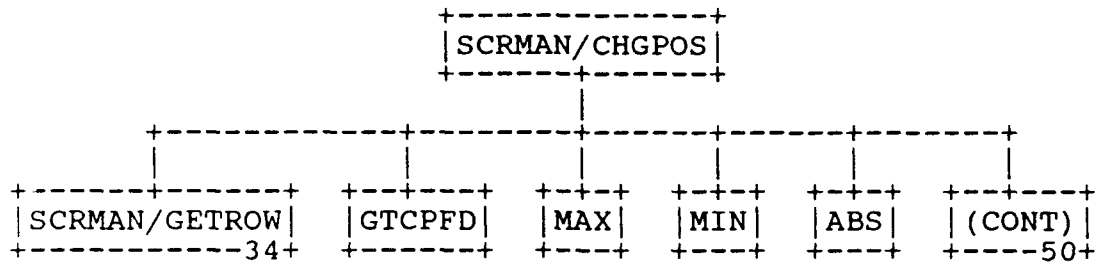 SCRMAN/CHGPOS
SCRMAN/GETROW GTCPFD MAX MIN ABS (CONT)
34 50